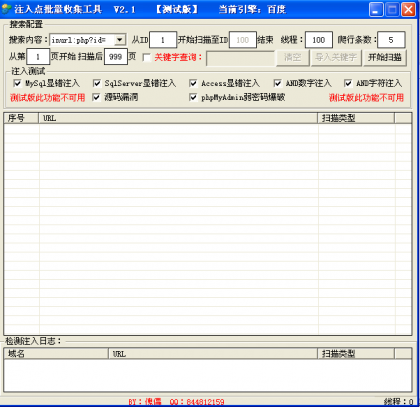 注入点批量收集工具 V2.1 【测试版】 当前引擎：百度
搜索配置
搜索内容：inurl:php?id= 从ID 1 开始扫描至ID 100 结束 线程：100 爬行条数：5
从第 1 页开始 扫描后 999 页 关键字查询： 清空 导入关键字 开始扫描
注入测试
MySql显错注入 SqlServer显错注入 Access显错注入 AND数字注入 AND字符注入
测试版此功能不可用 源码漏洞 phpMyAdmin弱密码爆破 测试版此功能不可用
序号 URL 扫描类型
检测注入日志：
域名 URL 扫描类型
BY：傀儡 QQ：844812159 线程：0